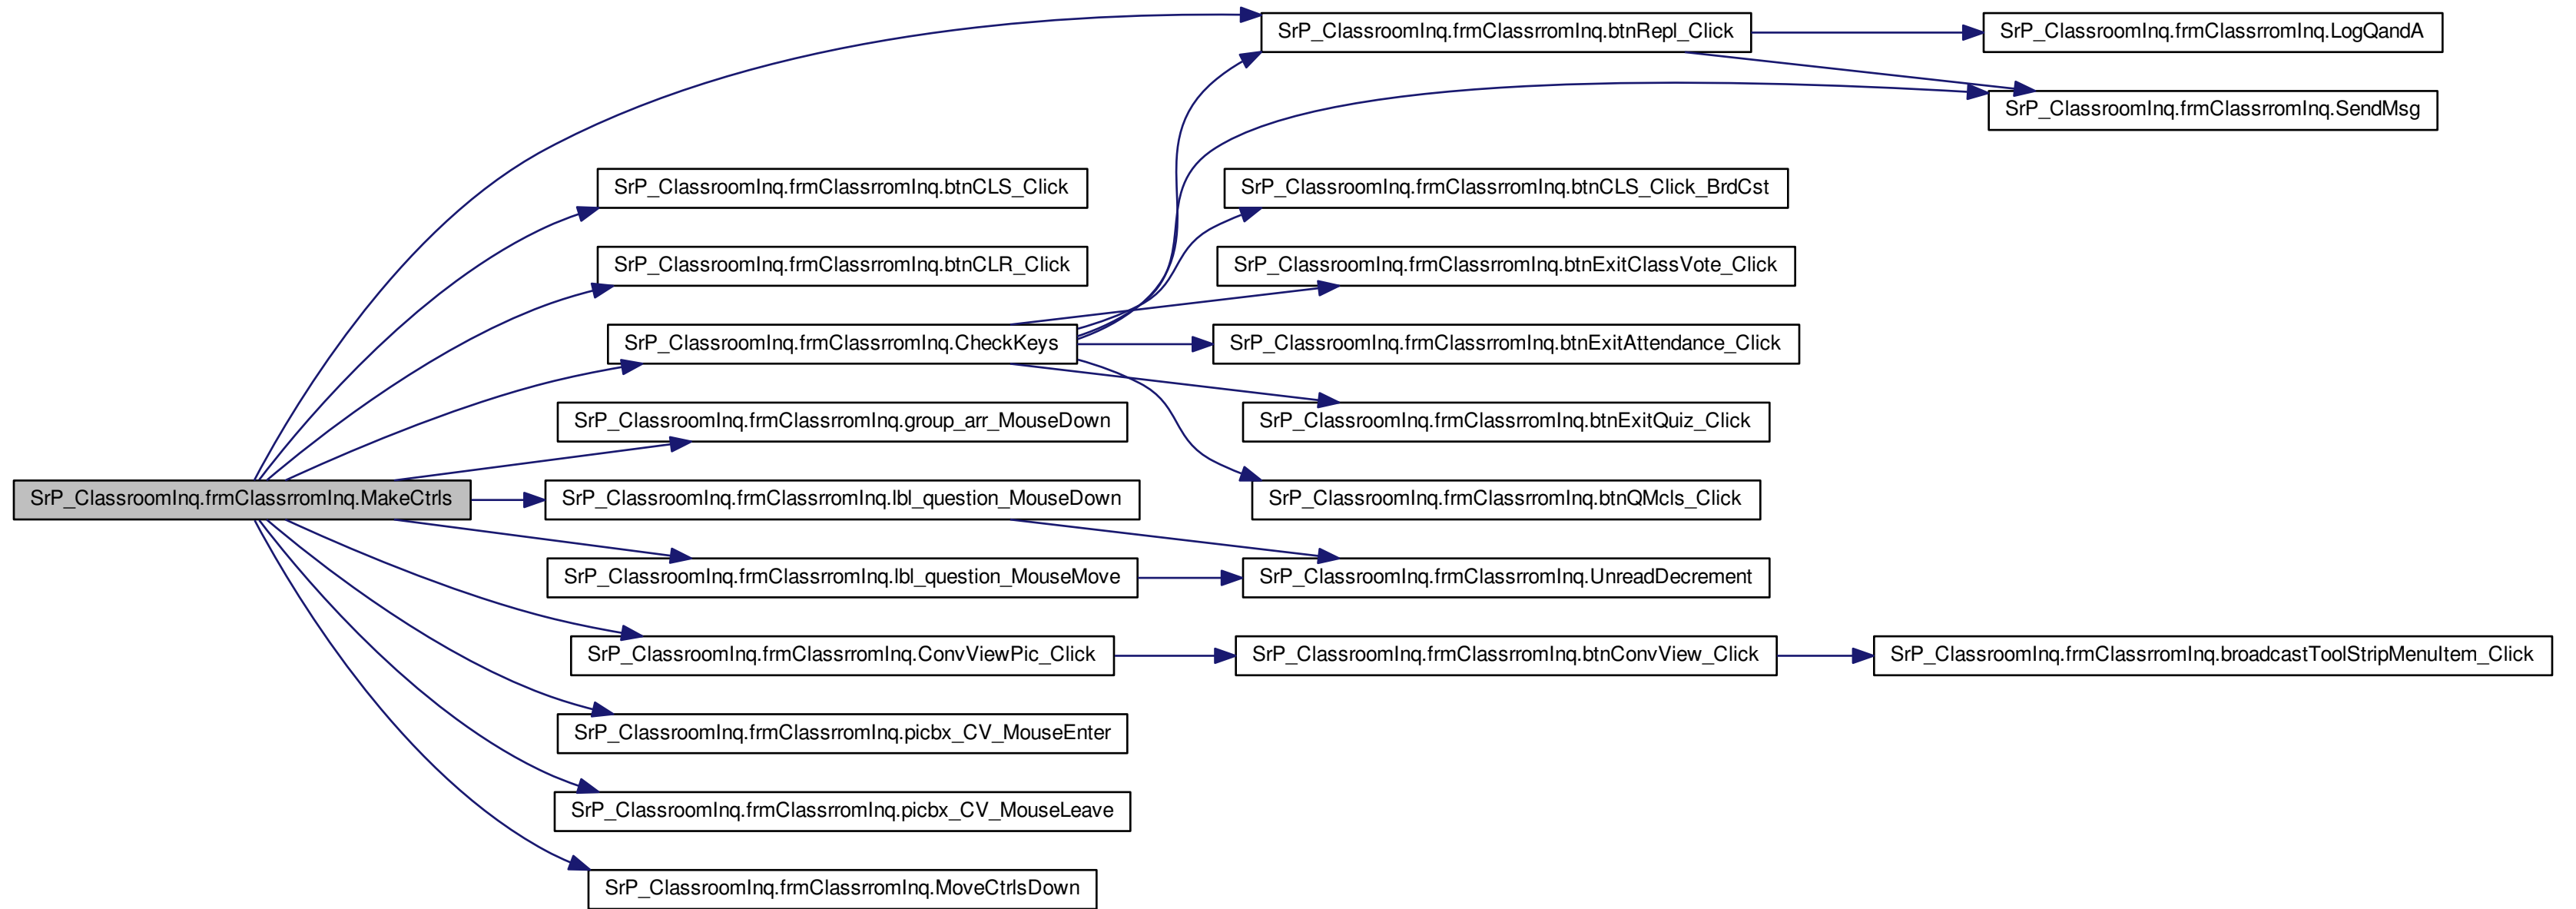 SrP_ClassroomInq.frmClassrromInq.btnRepl_Click
SrP_ClassroomInq.frmClassrromInq.LogQandA
SrP_ClassroomInq.frmClassrromInq.SendMsg
SrP_ClassroomInq.frmClassrromInq.btnCLS_Click
SrP_ClassroomInq.frmClassrromInq.btnCLS_Click_BrdCst
SrP_ClassroomInq.frmClassrromInq.btnCLR_Click
SrP_ClassroomInq.frmClassrromInq.btnExitClassVote_Click
SrP_ClassroomInq.frmClassrromInq.CheckKeys
SrP_ClassroomInq.frmClassrromInq.btnExitAttendance_Click
SrP_ClassroomInq.frmClassrromInq.group_arr_MouseDown
SrP_ClassroomInq.frmClassrromInq.btnExitQuiz_Click
SrP_ClassroomInq.frmClassrromInq.MakeCtrls
SrP_ClassroomInq.frmClassrromInq.lbl_question_MouseDown
SrP_ClassroomInq.frmClassrromInq.btnQMcls_Click
SrP_ClassroomInq.frmClassrromInq.lbl_question_MouseMove
SrP_ClassroomInq.frmClassrromInq.UnreadDecrement
SrP_ClassroomInq.frmClassrromInq.ConvViewPic_Click
SrP_ClassroomInq.frmClassrromInq.btnConvView_Click
SrP_ClassroomInq.frmClassrromInq.broadcastToolStripMenuItem_Click
SrP_ClassroomInq.frmClassrromInq.picbx_CV_MouseEnter
SrP_ClassroomInq.frmClassrromInq.picbx_CV_MouseLeave
SrP_ClassroomInq.frmClassrromInq.MoveCtrlsDown